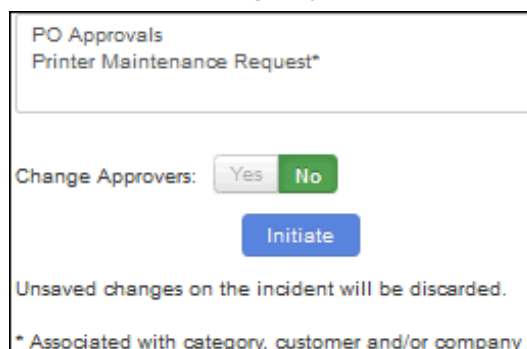 PO Approvals
Printer Maintenance Request*
Change Approvers: Yes No
Initiate
Unsaved changes on the incident will be discarded.
* Associated with category, customer and/or company